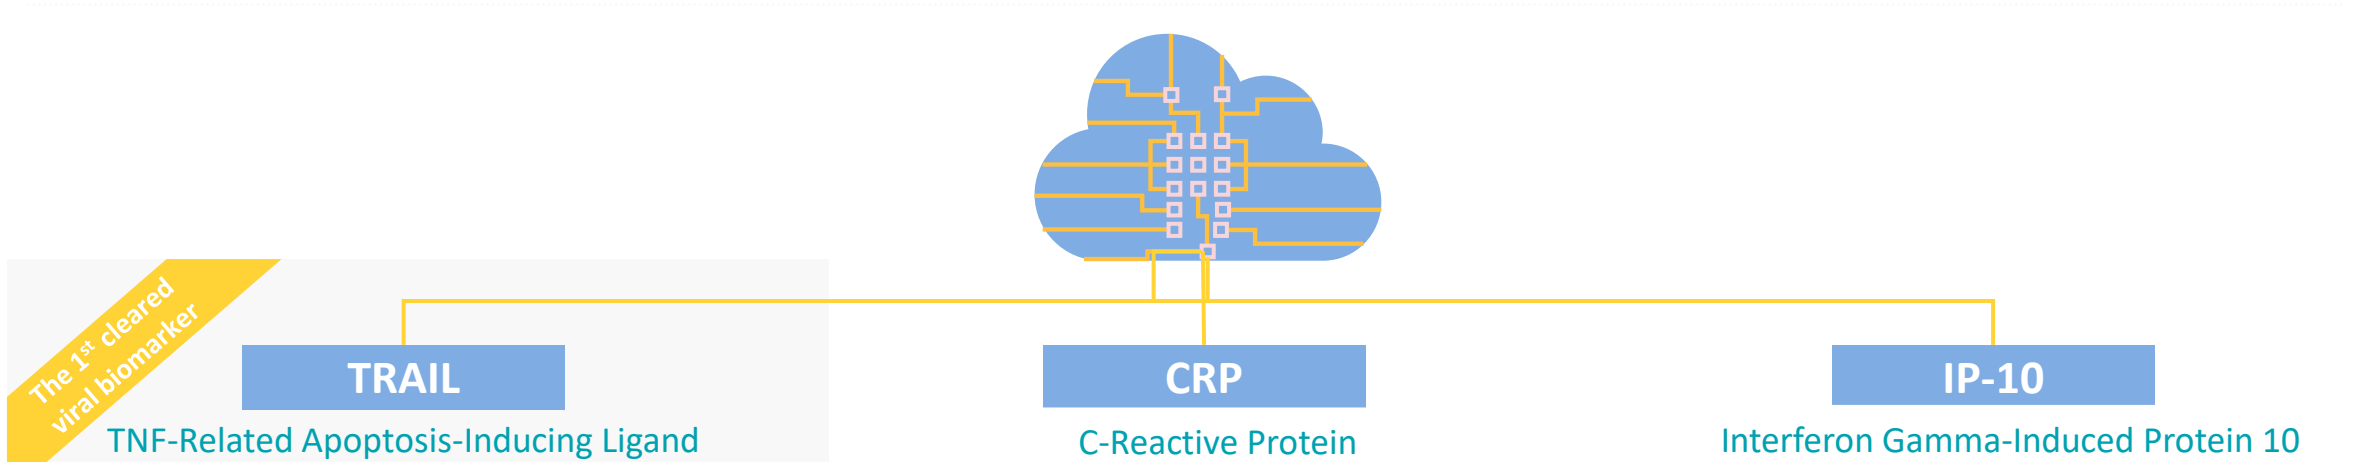 The 1st cleared
viral biomarker
TRAIL
TNF-Related Apoptosis-Inducing Ligand
CRP
C-Reactive Protein
IP-10
Interferon Gamma-Induced Protein 10